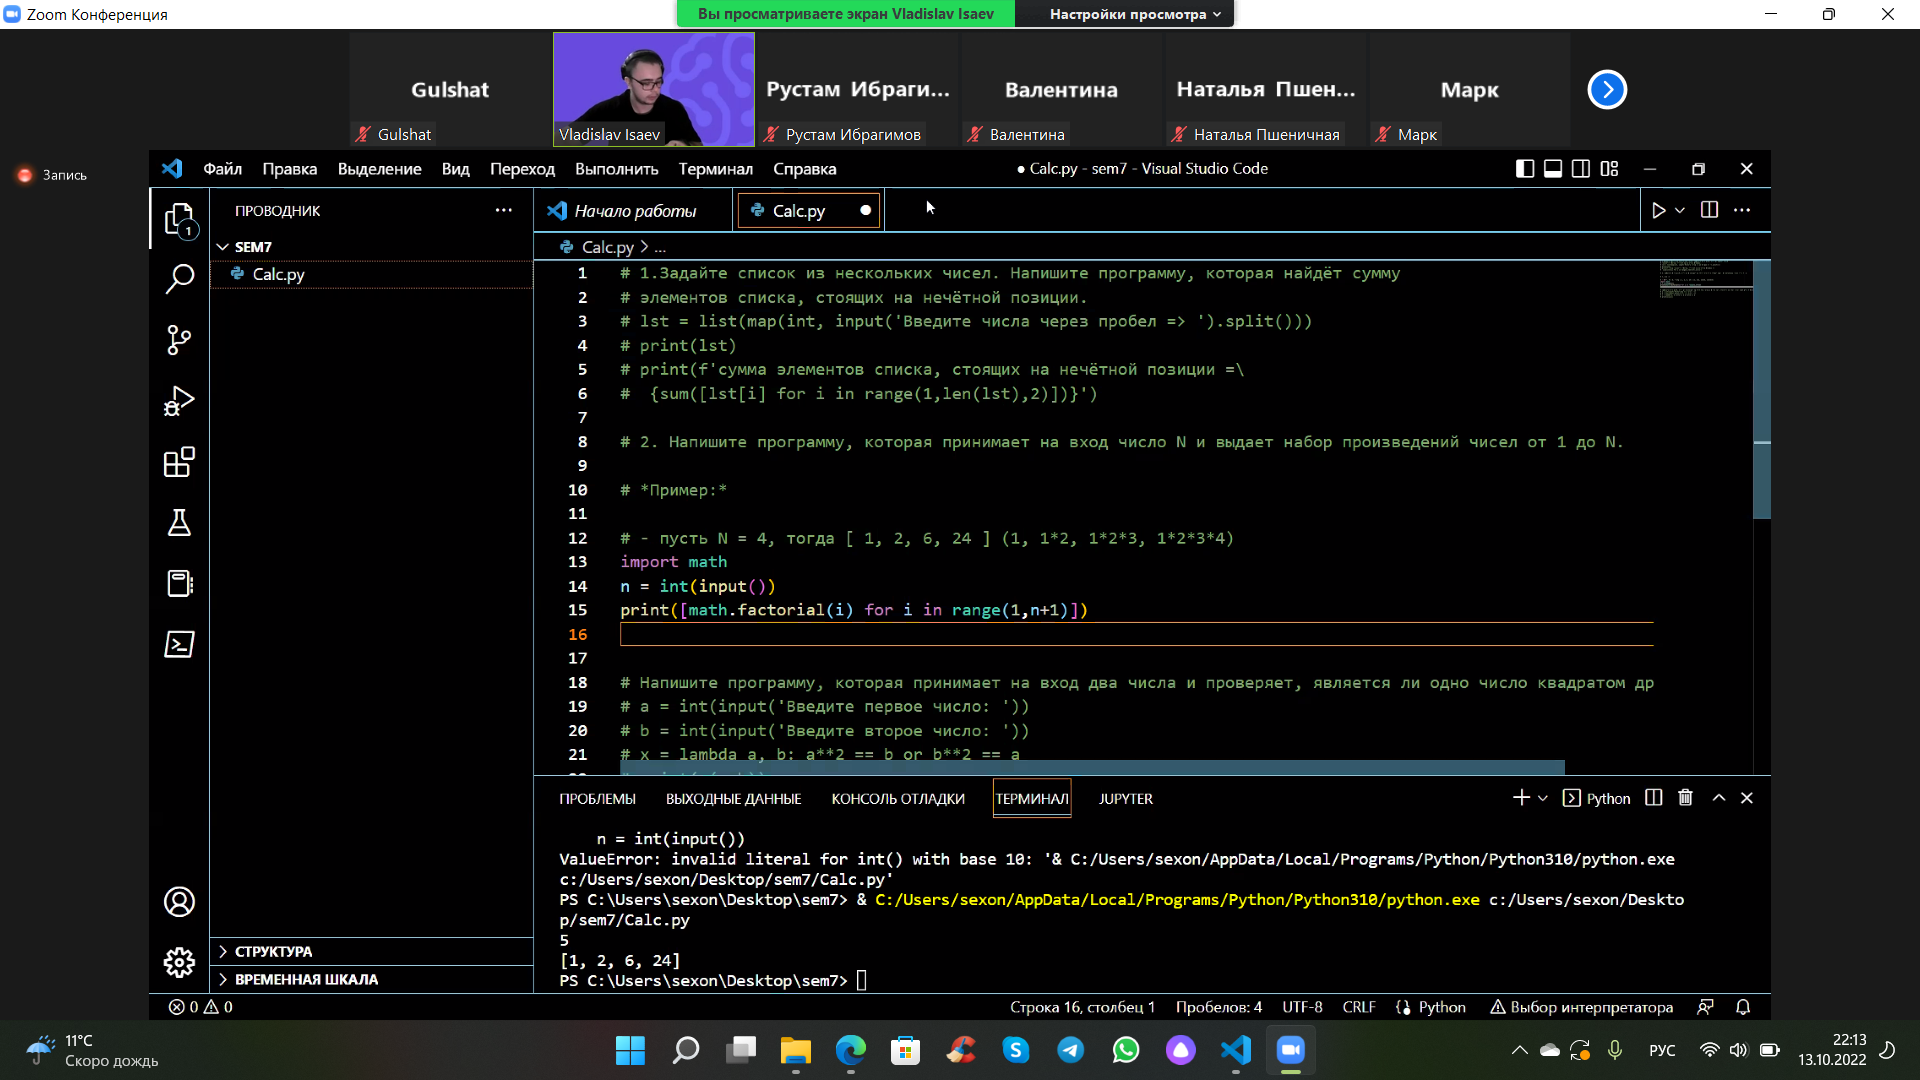 Zoom Конференция
Вы просматриваете экран Vladislav Isaev
Настройки просмотра
Gulshat
Рустам Ибраги...
Валентина
Наталья Пшен...
Марк
Gulshat
Vladislav Isaev
Рустам Ибрагимов
Валентина
Наталья Пшеничная
Марк
Запись
Файл Правка Выделение Вид Переход Выполнить Терминал Справка
● Calc.py - sem7 - Visual Studio Code
ПРОВОДНИК
Начало работы
Calc.py
1
SEM7
Calc.py
Calc.py > ...
1 # 1.Задайте список из нескольких чисел. Напишите программу, которая найдёт сумму
2 # элементов списка, стоящих на нечётной позиции.
3 # lst = list(map(int, input('Введите числа через пробел => ').split()))
4 # print(lst)
5 # print(f'сумма элементов списка, стоящих на нечётной позиции =\
6 #  {sum([lst[i] for i in range(1,len(lst),2)])}')
7
8 # 2. Напишите программу, которая принимает на вход число N и выдает набор произведений чисел от 1 до N.
9
10 # *Пример:*
11
12 # - пусть N = 4, тогда [ 1, 2, 6, 24 ] (1, 1*2, 1*2*3, 1*2*3*4)
13 import math
14 n = int(input())
15 print([math.factorial(i) for i in range(1,n+1)])
16
17
18 # Напишите программу, которая принимает на вход два числа и проверяет, является ли одно число квадратом др
19 # a = int(input('Введите первое число: '))
20 # b = int(input('Введите второе число: '))
21 # x = lambda a, b: a**2 == b or b**2 == a
ПРОБЛЕМЫ ВЫХОДНЫЕ ДАННЫЕ КОНСОЛЬ ОТЛАДКИ ТЕРМИНАЛ JUPYTER
Python
n = int(input())
ValueError: invalid literal for int() with base 10: '& C:/Users/sexon/AppData/Local/Programs/Python/Python310/python.exe
c:/Users/sexon/Desktop/sem7/Calc.py'
PS C:\Users\sexon\Desktop\sem7> & C:/Users/sexon/AppData/Local/Programs/Python/Python310/python.exe c:/Users/sexon/Deskto
p/sem7/Calc.py
5
[1, 2, 6, 24]
PS C:\Users\sexon\Desktop\sem7>
СТРУКТУРА
ВРЕМЕННАЯ ШКАЛА
0 0
Строка 16, столбец 1 Пробелов: 4 UTF-8 CRLF Python Выбор интерпретатора
11°C
Скоро дождь
РУС
22:13
13.10.2022